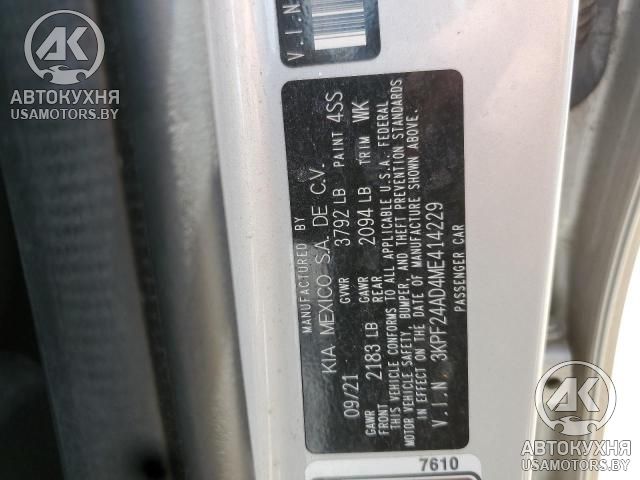 V.I.N
MANUFACTURED BY
KIA MEXICO S.A. DE C.V.
09/21 GVWR 3792 LB PAINT 4SS
GAWR FRONT 2183 LB GAWR REAR 2094 LB TRIM WK
THIS VEHICLE CONFORMS TO ALL APPLICABLE U.S.A. FEDERAL
MOTOR VEHICLE SAFETY, BUMPER, AND THEFT PREVENTION STANDARDS
IN EFFECT ON THE DATE OF MANUFACTURE SHOWN ABOVE.
V.I.N 3KPF24AD4ME414229
PASSENGER CAR
7610
АК
АВТОКУХНЯ
USAMOTORS.BY
АК
АВТОКУХНЯ
USAMOTORS.BY